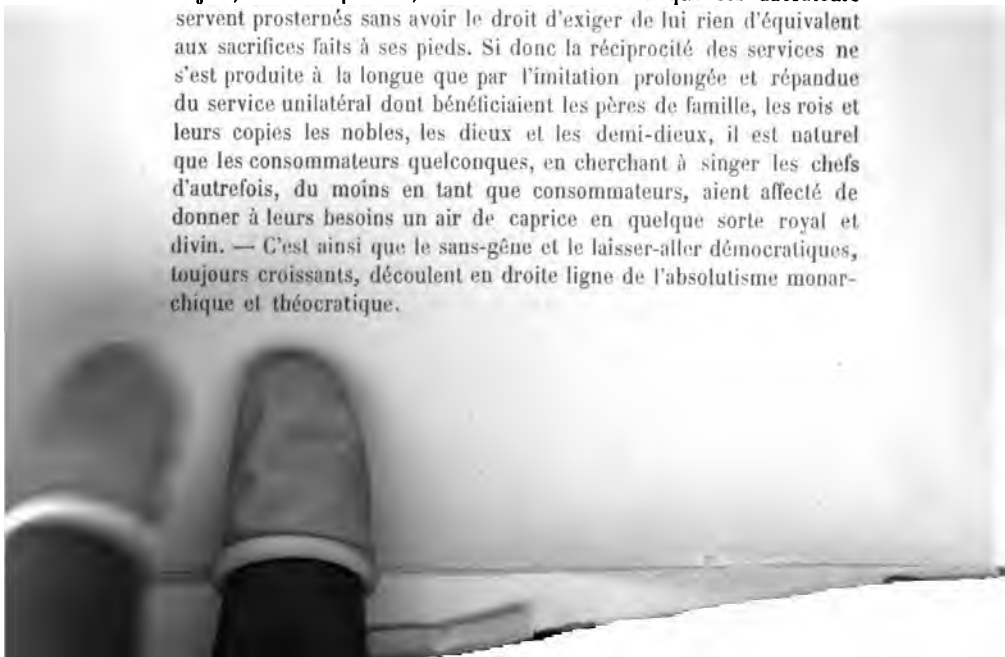 servent prosternés sans avoir le droit d'exiger de lui rien d'équivalent
aux sacrifices faits à ses pieds. Si donc la réciprocité des services ne
s'est produite à la longue que par l'imitation prolongée et répandue
du service unilatéral dont bénéficiaient les pères de famille, les rois et
leurs copies les nobles, les dieux et les demi-dieux, il est naturel
que les consommateurs quelconques, en cherchant à singer les chefs
d'autrefois, du moins en tant que consommateurs, aient affecté de
donner à leurs besoins un air de caprice en quelque sorte royal et
divin. — C'est ainsi que le sans-gêne et le laisser-aller démocratiques,
toujours croissants, découlent en droite ligne de l'absolutisme monar-
chique et théocratique.